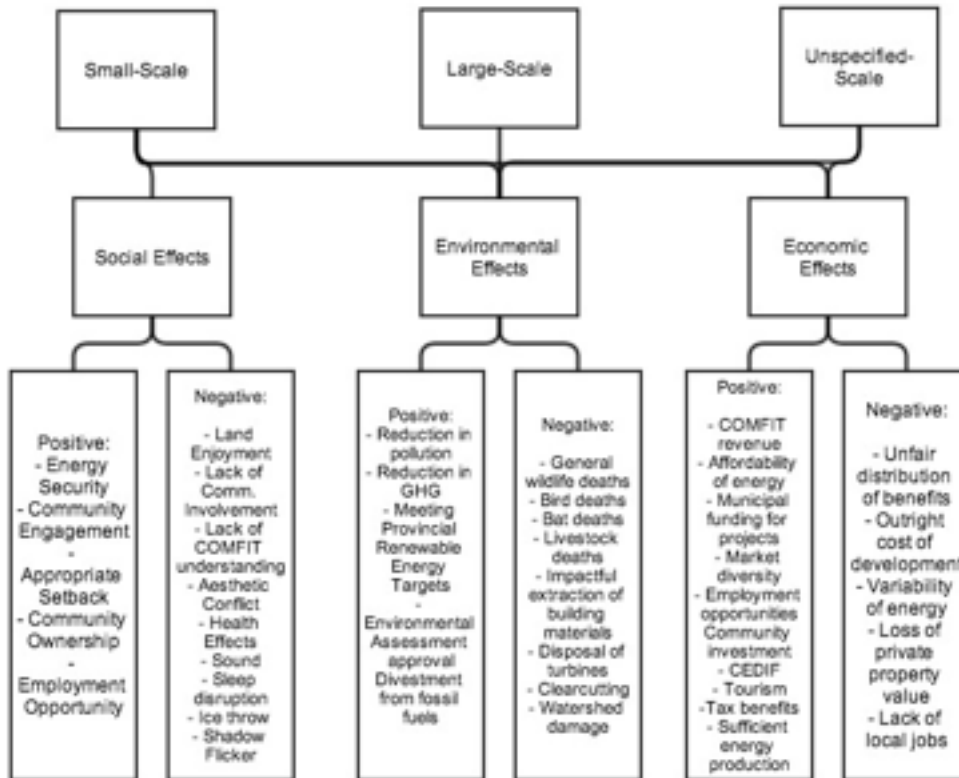 Small-Scale
Large-Scale
Unspecified-
Scale
Social Effects
Environmental
Effects
Economic
Effects
Positive:
- Energy
Security
- Community
Engagement
-
Appropriate
Setback
- Community
Ownership
-
Employment
Opportunity
Negative:
- Land
Enjoyment
- Lack of
Comm.
Involvement
- Lack of
COMFIT
understanding
- Aesthetic
Conflict
- Health
Effects
- Sound
- Sleep
disruption
- Ice throw
- Shadow
Flicker
Positive:
- Reduction in
pollution
- Reduction in
GHG
- Meeting
Provincial
Renewable
Energy
Targets
-
Environmental
Assessment
approval
Divestment
from fossil
fuels
Negative:
- General
wildlife deaths
- Bird deaths
- Bat deaths
- Livestock
deaths
- Impactful
extraction of
building
materials
- Disposal of
turbines
- Clearcutting
- Watershed
damage
Positive:
- COMFIT
revenue
- Affordability
of energy
- Municipal
funding for
projects
- Market
diversity
- Employment
opportunities
Community
investment
- CEDIF
- Tourism
-Tax benefits
- Sufficient
energy
production
Negative:
- Unfair
distribution
of benefits
- Outright
cost of
development
- Variability
of energy
- Loss of
private
property
value
- Lack of
local jobs